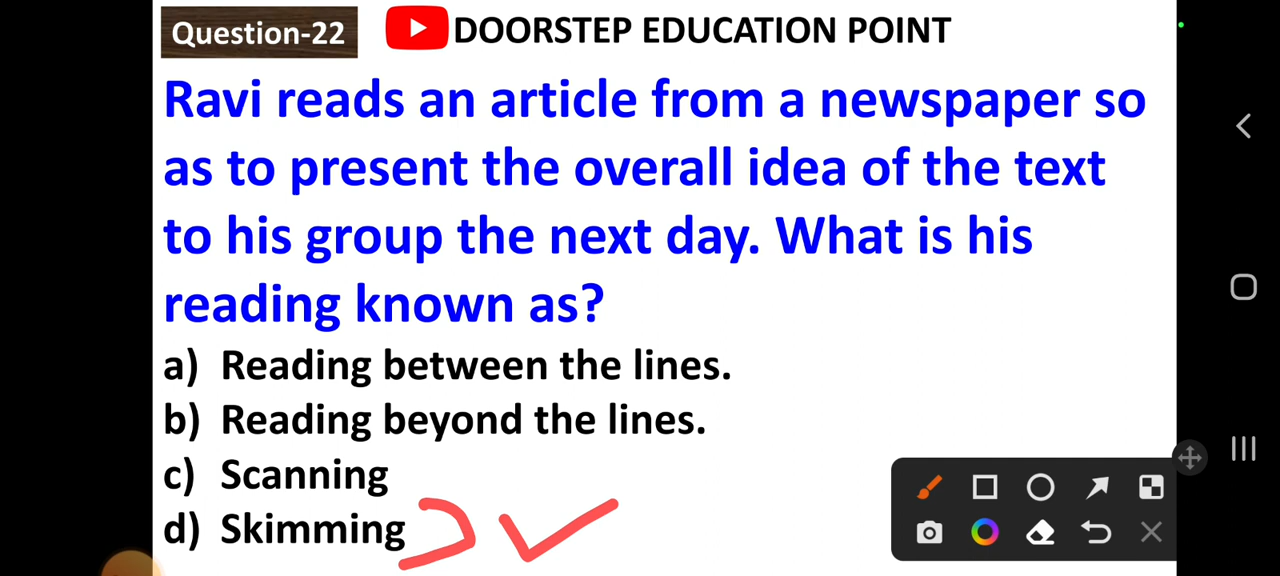 Question-22 DOORSTEP EDUCATION POINT
Ravi reads an article from a newspaper so
as to present the overall idea of the text
to his group the next day. What is his
reading known as?
a) Reading between the lines.
b) Reading beyond the lines.
c) Scanning
d) Skimming